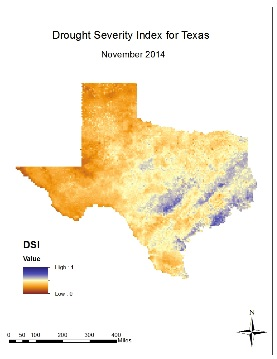 Drought Severity Index for Texas
November 2014
DSI
Value
High : 1
Low : 0
0 50 100 200 300 400
Miles
N